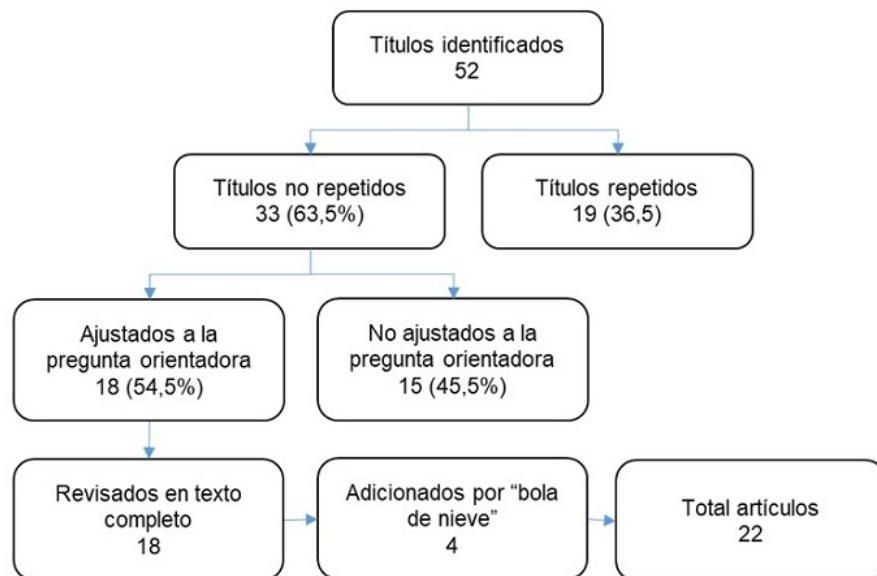 Títulos identificados
52
Títulos no repetidos
33 (63,5%)
Títulos repetidos
19 (36,5)
Ajustados a la
pregunta orientadora
18 (54,5%)
No ajustados a la
pregunta orientadora
15 (45,5%)
Revisados en texto
completo
18
Adicionados por “bola
de nieve”
4
Total artículos
22